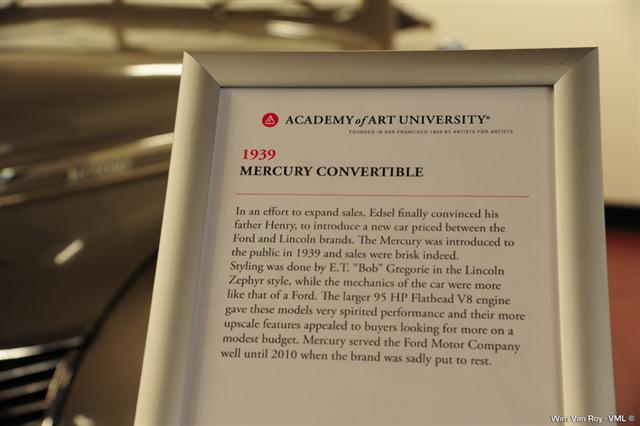 ACADEMY of ART UNIVERSITY®
FOUNDED IN SAN FRANCISCO 1929 BY ARTISTS FOR ARTISTS
1939
MERCURY CONVERTIBLE
In an effort to expand sales, Edsel finally convinced his
father Henry, to introduce a new car priced between the
Ford and Lincoln brands. The Mercury was introduced to
the public in 1939 and sales were brisk indeed.
Styling was done by E.T. “Bob” Gregorie in the Lincoln
Zephyr style, while the mechanics of the car were more
like that of a Ford. The larger 95 HP Flathead V8 engine
gave these models very spirited performance and their more
upscale features appealed to buyers looking for more on a
modest budget. Mercury served the Ford Motor Company
well until 2010 when the brand was sadly put to rest.
Wim Van Roy - VML ©